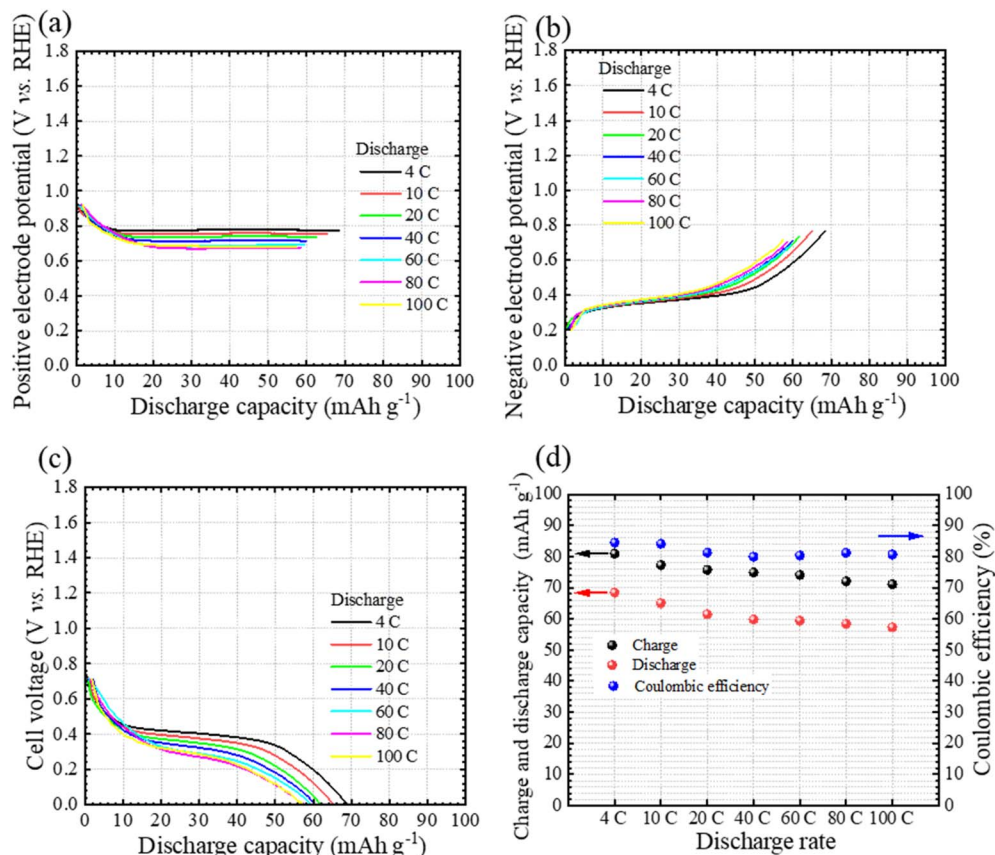 (a)
Positive electrode potential (V vs. RHE)
1.8
1.6
1.4
1.2
1.0
0.8
0.6
0.4
0.2
0.0
Discharge
4 C
10 C
20 C
40 C
60 C
80 C
100 C
0 10 20 30 40 50 60 70 80 90 100
Discharge capacity (mAh g⁻¹)
(b)
Negative electrode potential (V vs. RHE)
1.8
1.6
1.4
1.2
1.0
0.8
0.6
0.4
0.2
0.0
Discharge
4 C
10 C
20 C
40 C
60 C
80 C
100 C
0 10 20 30 40 50 60 70 80 90 100
Discharge capacity (mAh g⁻¹)
(c)
Cell voltage (V vs. RHE)
1.8
1.6
1.4
1.2
1.0
0.8
0.6
0.4
0.2
0.0
Discharge
4 C
10 C
20 C
40 C
60 C
80 C
100 C
0 10 20 30 40 50 60 70 80 90 100
Discharge capacity (mAh g⁻¹)
(d)
Charge and discharge capacity (mAh g⁻¹)
100
90
80
70
60
50
40
30
20
10
0
Charge
Discharge
Coulombic efficiency
4 C 10 C 20 C 40 C 60 C 80 C 100 C
Discharge rate
100
90
80
70
60
50
40
30
20
10
0
Coulombic efficiency (%)